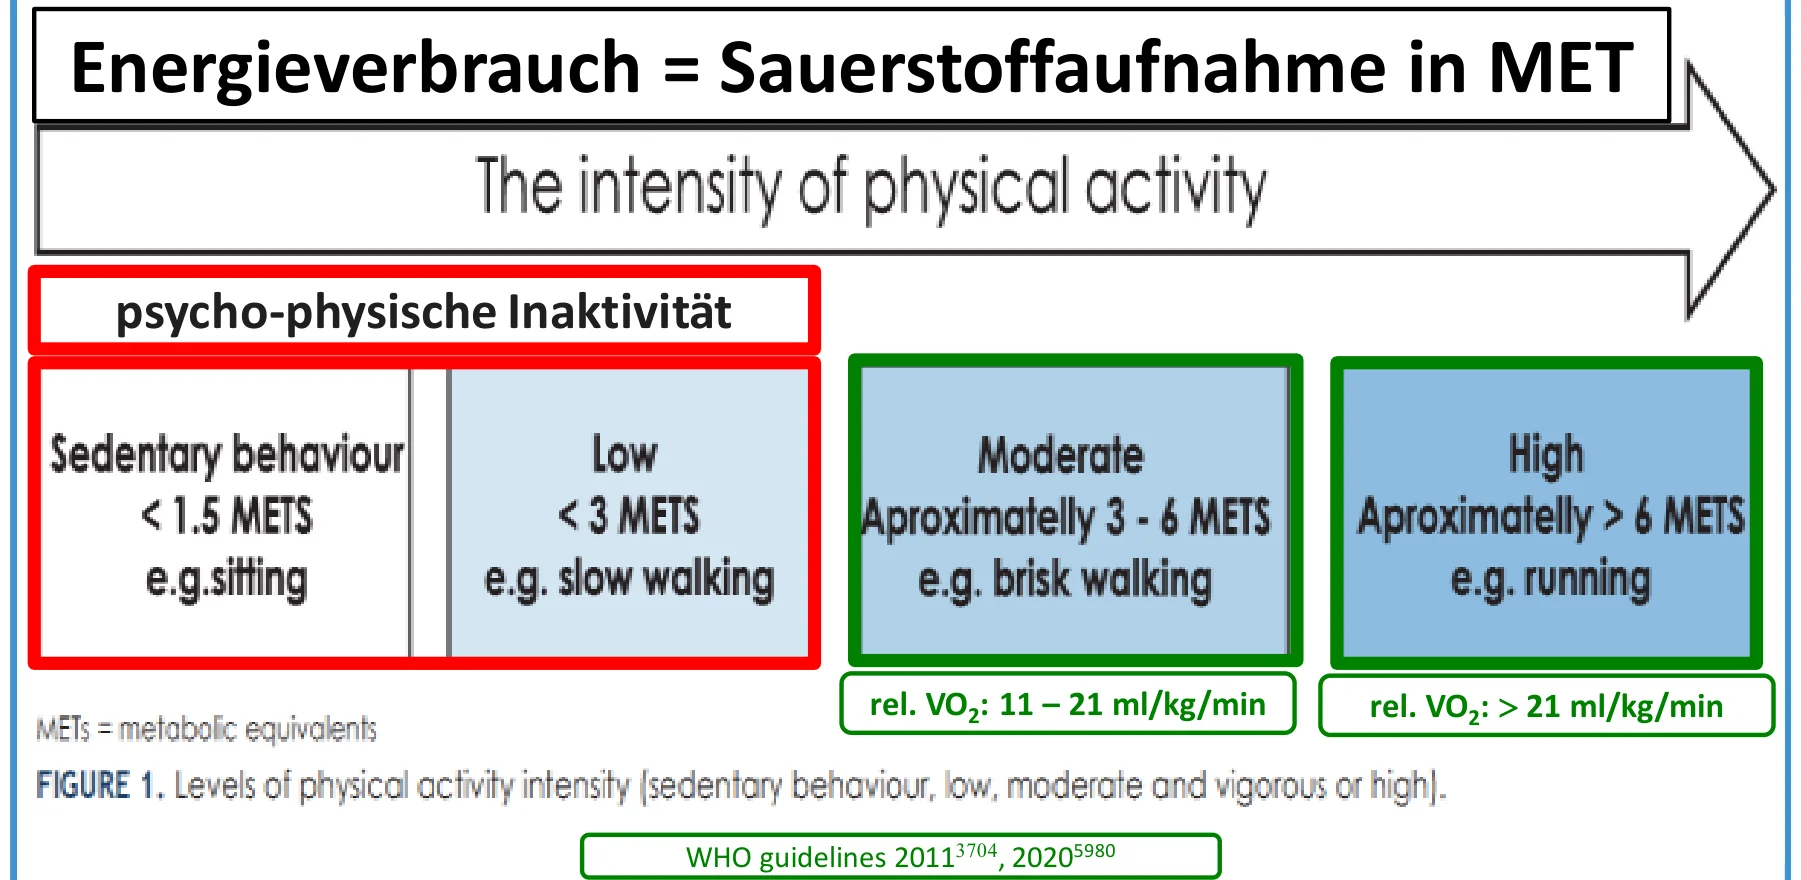 Energieverbrauch = Sauerstoffaufnahme in MET
The intensity of physical activity
psycho-physische Inaktivität
Sedentary behaviour
< 1.5 METS
e.g.sitting
Low
< 3 METS
e.g. slow walking
Moderate
Aproximatelly 3 - 6 METS
e.g. brisk walking
High
Aproximatelly > 6 METS
e.g. running
rel. VO₂: 11 – 21 ml/kg/min
rel. VO₂: > 21 ml/kg/min
METs = metabolic equivalents
FIGURE 1. Levels of physical activity intensity (sedentary behaviour, low, moderate and vigorous or high).
WHO guidelines 2011³⁷⁰⁴, 2020⁵⁹⁸⁰